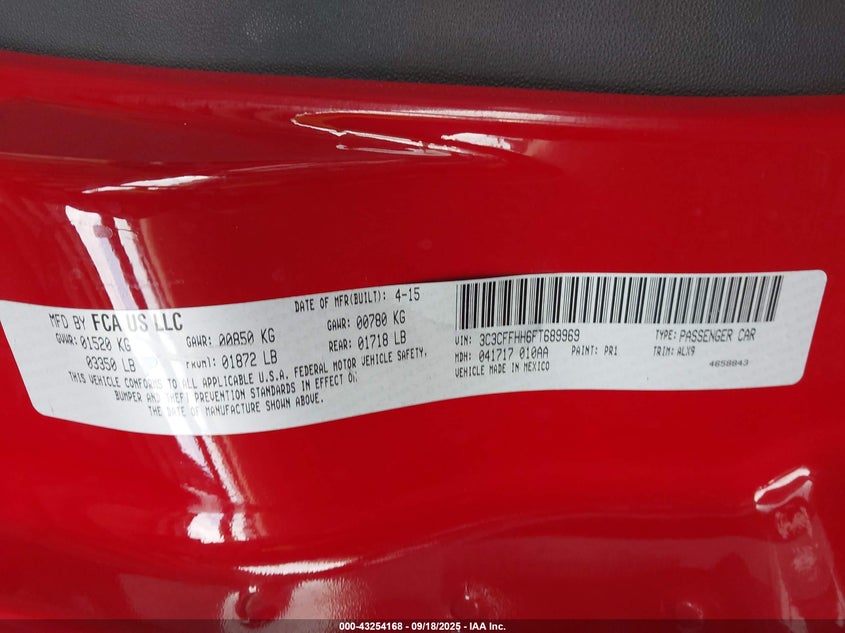 MFD BY FCA US LLC
DATE OF MFR(BUILT): 4-15
GVWR: 01520 KG
GAWR: 00850 KG
GAWR: 00780 KG
03350 LB
FRONT: 01872 LB
REAR: 01718 LB
THIS VEHICLE CONFORMS TO ALL APPLICABLE U.S.A. FEDERAL MOTOR VEHICLE SAFETY,
BUMPER AND THEFT PREVENTION STANDARDS IN EFFECT ON
THE DATE OF MANUFACTURE SHOWN ABOVE.
VIN: 3C3CFFHH6FT689969
TYPE: PASSENGER CAR
MDH: 041717 010AA
PAINT: PR1
TRIM: ALX9
VEHICLE MADE IN MEXICO
4658843
000-43254168 - 09/18/2025 - IAA Inc.